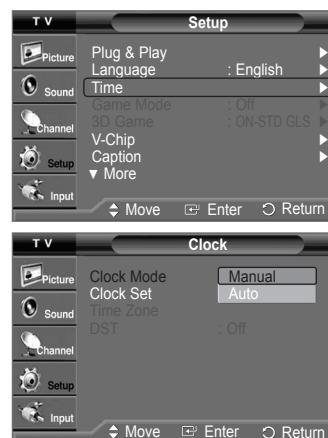 T V
Setup
Picture
Sound
Channel
Setup
Input
Plug & Play
Language : English
Time
Game Mode : Off
3D Game : ON-STD GLS
V-Chip
Caption
▼ More
Move Enter Return
T V
Clock
Picture
Sound
Channel
Setup
Input
Clock Mode Manual
Clock Set Auto
Time Zone
DST : Off
Move Enter Return